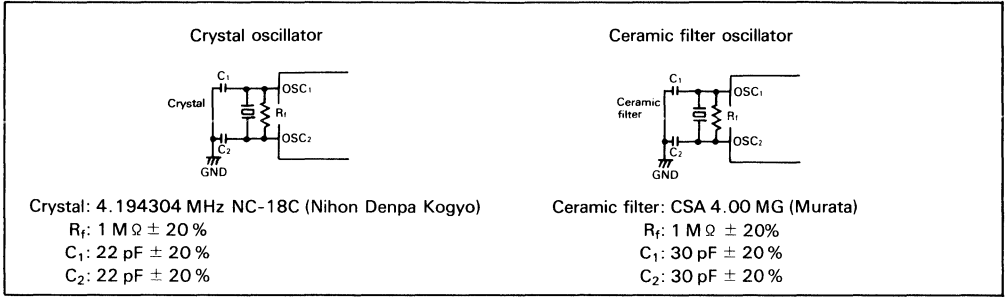 Crystal oscillator
C₁
OSC₁
Crystal
Rf
OSC₂
C₂
GND
Crystal: 4.194304 MHz NC-18C (Nihon Denpa Kogyo)
Rf: 1 M Ω ± 20 %
C₁: 22 pF ± 20 %
C₂: 22 pF ± 20 %
Ceramic filter oscillator
C₁
OSC₁
Ceramic
filter
Rf
OSC₂
C₂
GND
Ceramic filter: CSA 4.00 MG (Murata)
Rf: 1 M Ω ± 20%
C₁: 30 pF ± 20 %
C₂: 30 pF ± 20 %